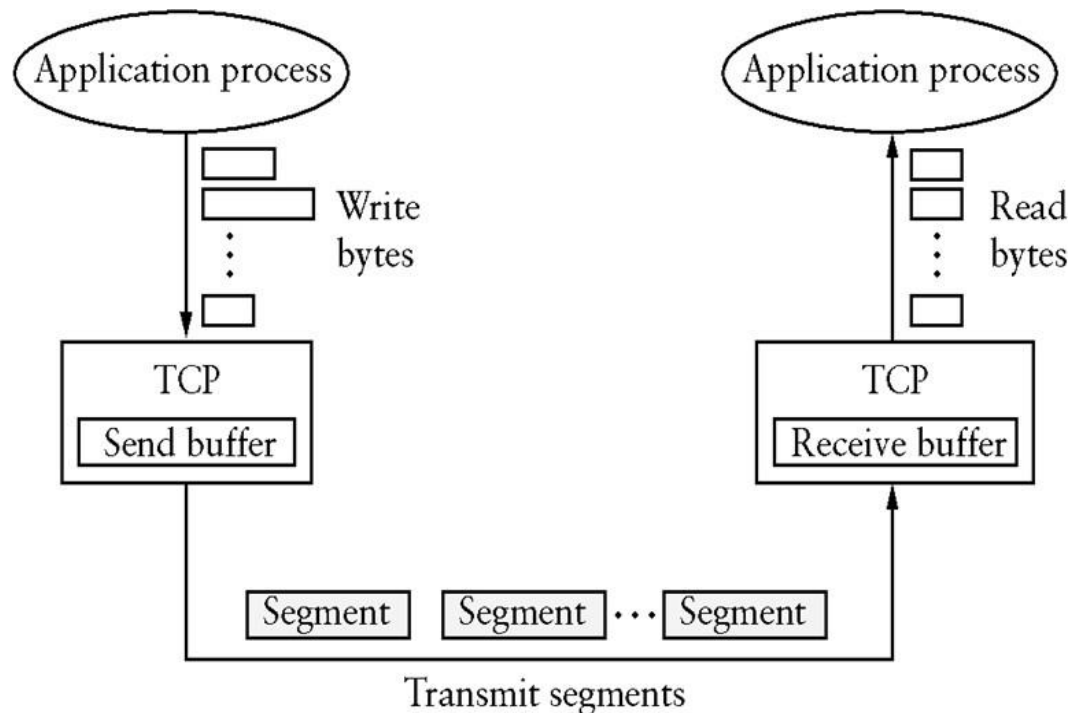 Application process
Application process
Write
bytes
Read
bytes
TCP
Send buffer
TCP
Receive buffer
Segment
Segment
...
Segment
Transmit segments